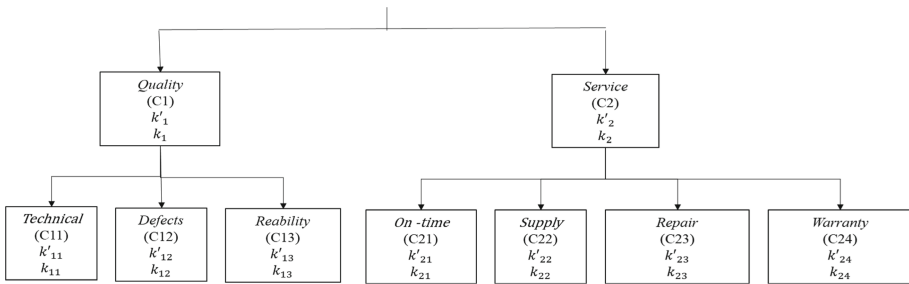 Quality
(C1)
k'₁
k₁
Service
(C2)
k'₂
k₂
Technical
(C11)
k'₁₁
k₁₁
Defects
(C12)
k'₁₂
k₁₂
Reability
(C13)
k'₁₃
k₁₃
On -time
(C21)
k'₂₁
k₂₁
Supply
(C22)
k'₂₂
k₂₂
Repair
(C23)
k'₂₃
k₂₃
Warranty
(C24)
k'₂₄
k₂₄